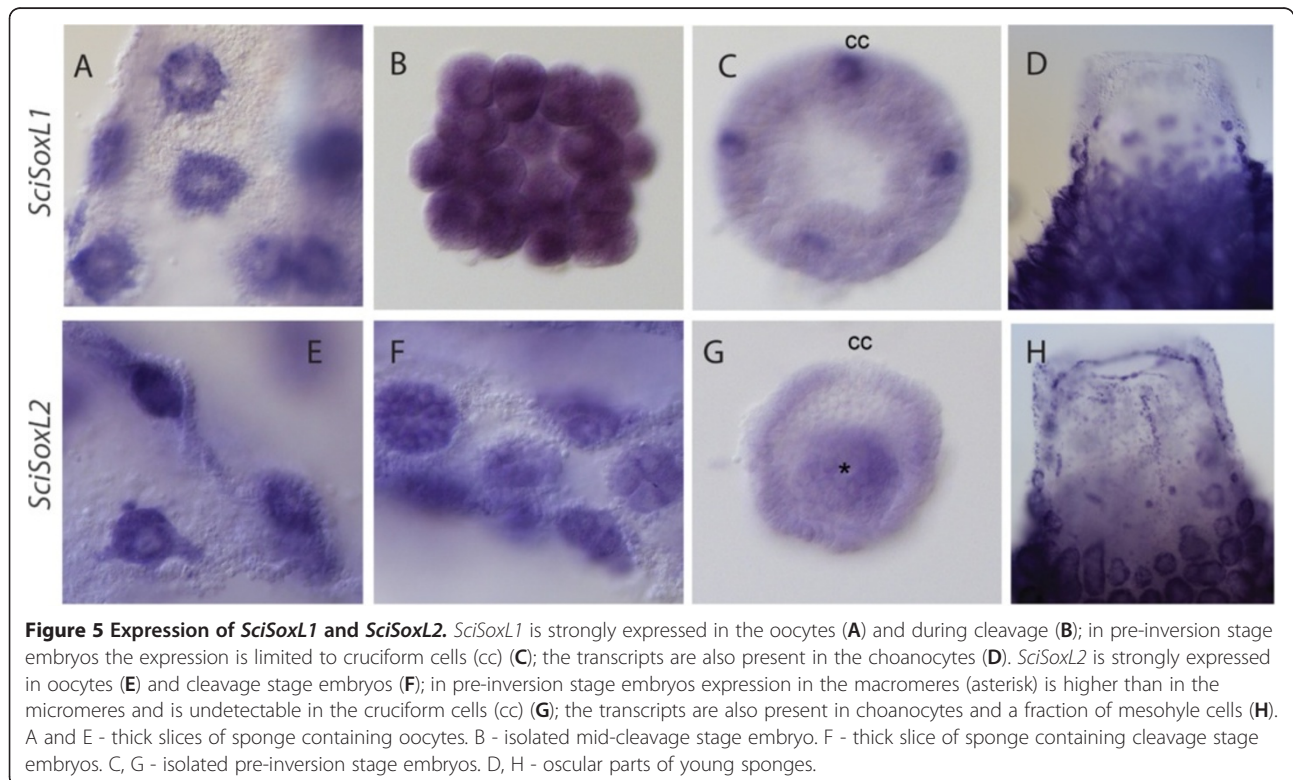 SciSoxL1
A
B
cc
C
D
SciSoxL2
E
F
cc
G
*
H
Figure 5 Expression of SciSoxL1 and SciSoxL2. SciSoxL1 is strongly expressed in the oocytes (A) and during cleavage (B); in pre-inversion stage
embryos the expression is limited to cruciform cells (cc) (C); the transcripts are also present in the choanocytes (D). SciSoxL2 is strongly expressed
in oocytes (E) and cleavage stage embryos (F); in pre-inversion stage embryos expression in the macromeres (asterisk) is higher than in the
micromeres and is undetectable in the cruciform cells (cc) (G); the transcripts are also present in choanocytes and a fraction of mesohyle cells (H).
A and E - thick slices of sponge containing oocytes. B - isolated mid-cleavage stage embryo. F - thick slice of sponge containing cleavage stage
embryos. C, G - isolated pre-inversion stage embryos. D, H - oscular parts of young sponges.